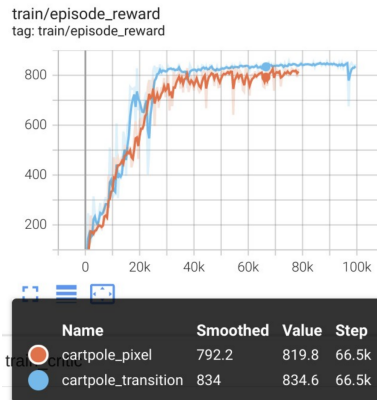 train/episode_reward
tag: train/episode_reward
800
600
400
200
0 20k 40k 60k 80k 100k
Name Smoothed Value Step
cartpole_pixel 792.2 819.8 66.5k
cartpole_transition 834 834.6 66.5k